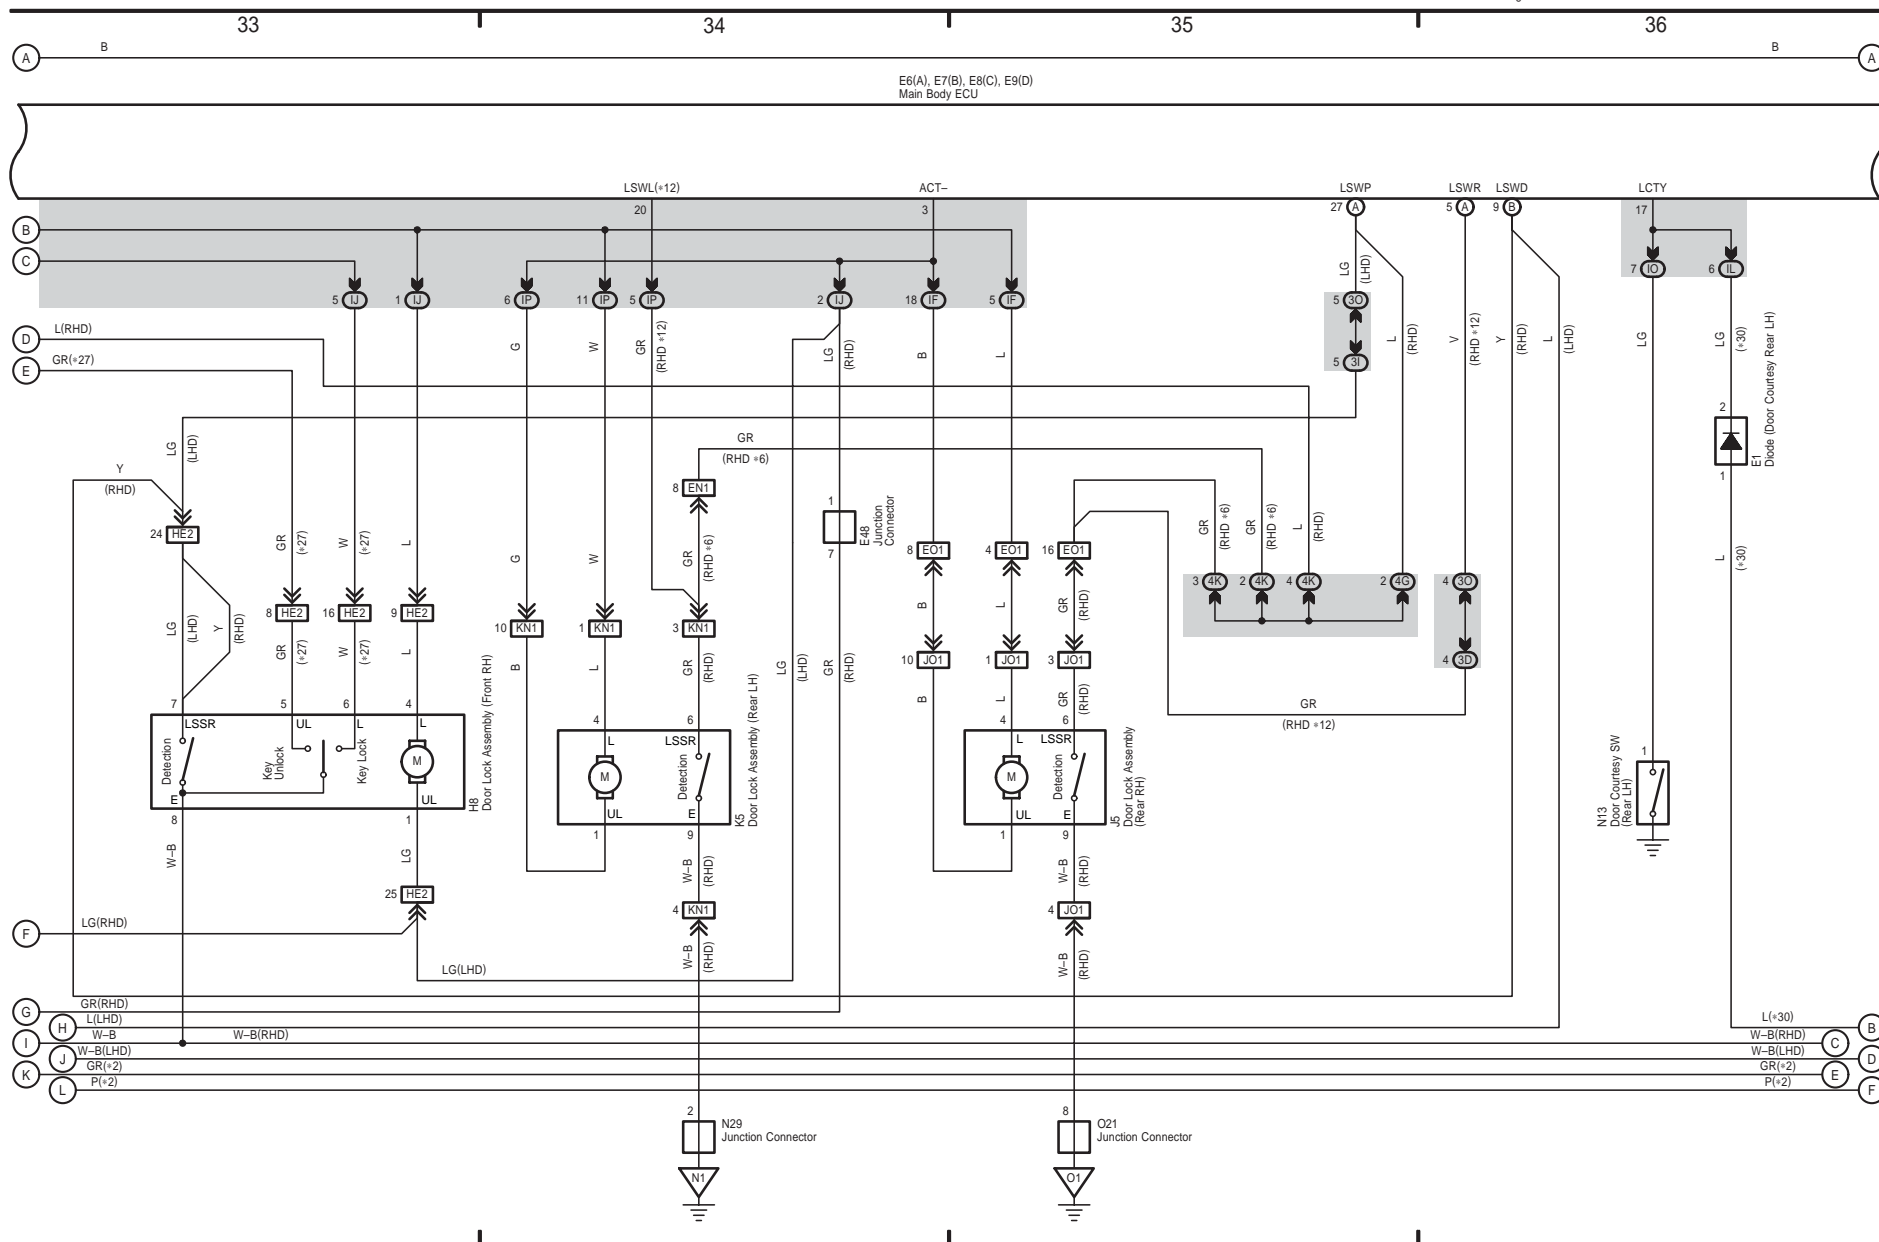 33
34
35
36
A
B
B
A
E6(A), E7(B), E8(C), E9(D)
Main Body ECU
LSWL(∗12)
ACT–
LSWP
LSWR
LSWD
LCTY
20
3
27 A
5 A
9 B
17
B
C
5 IJ
1 IJ
6 IP
11 IP
5 IP
2 IJ
18 IF
5 IF
LG
(LHD)
5 3O
5 3I
7 IO
6 IL
D
L(RHD)
E
GR(∗27)
G
W
GR
(RHD ∗12)
LG
(RHD)
B
L
L
(RHD)
V
(RHD ∗12)
Y
(RHD)
L
(LHD)
LG
LG
(∗30)
2
E1
Diode (Door Courtesy Rear LH)
1
LG
(LHD)
Y
(RHD)
GR
(RHD ∗6)
8 EN1
24 HE2
GR
(∗27)
W
(∗27)
L
G
W
GR
(RHD ∗6)
1
E48
Junction
Connector
7
8 EO1
4 EO1
16 EO1
GR
(RHD ∗6)
GR
(RHD ∗6)
L
(RHD)
L
(∗30)
3 4K
2 4K
4 4K
2 4G
4 3O
4 3D
LG
(LHD)
Y
(RHD)
8 HE2
16 HE2
9 HE2
10 KN1
1 KN1
3 KN1
B
L
GR
(RHD)
10 JO1
1 JO1
3 JO1
GR
(∗27)
W
(∗27)
L
B
L
GR
(RHD)
LG
(LHD)
GR
(RHD)
B
L
GR
(RHD)
GR
(RHD ∗12)
7
5
6
4
LSSR
UL
L
L
Detection
Key
Unlock
Key Lock
M
E
UL
H8
Door Lock Assembly (Front RH)
8
1
4
6
L
LSSR
M
Detection
UL
E
K5
Door Lock Assembly (Rear LH)
1
9
4
6
L
LSSR
M
Detection
UL
E
J5
Door Lock Assembly
(Rear RH)
1
9
1
N13
Door Courtesy SW
(Rear LH)
W–B
LG
25 HE2
W–B
(RHD)
4 KN1
W–B
(RHD)
W–B
(RHD)
4 JO1
W–B
(RHD)
F
LG(RHD)
LG(LHD)
G
GR(RHD)
H
L(LHD)
I
W–B
W–B(RHD)
J
W–B(LHD)
K
GR(∗2)
L
P(∗2)
L(∗30)
B
W–B(RHD)
C
W–B(LHD)
D
GR(∗2)
E
P(∗2)
F
2
N29
Junction Connector
N1
8
O21
Junction Connector
O1